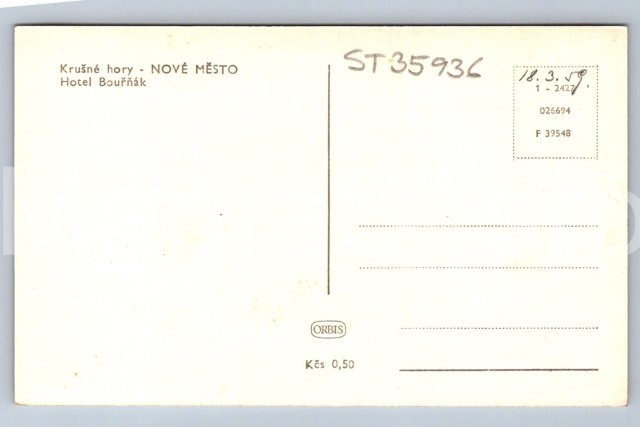 Krušné hory - NOVÉ MĚSTO
Hotel Bouřňák
ST35936
18.3.59.
1 - 2427
026694
F 39548
ORBIS
Kčs 0,50